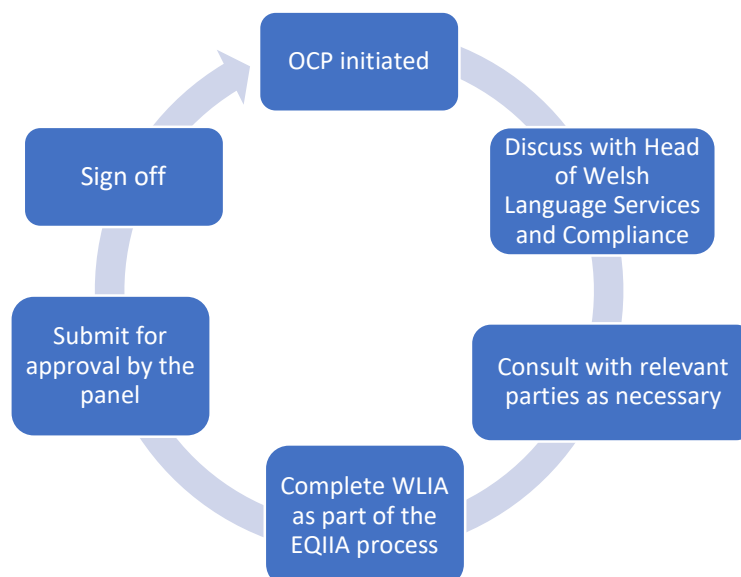 OCP initiated
Discuss with Head
of Welsh
Language Services
and Compliance
Consult with relevant
parties as necessary
Complete WLIA
as part of the
EQIIA process
Submit for
approval by the
panel
Sign off